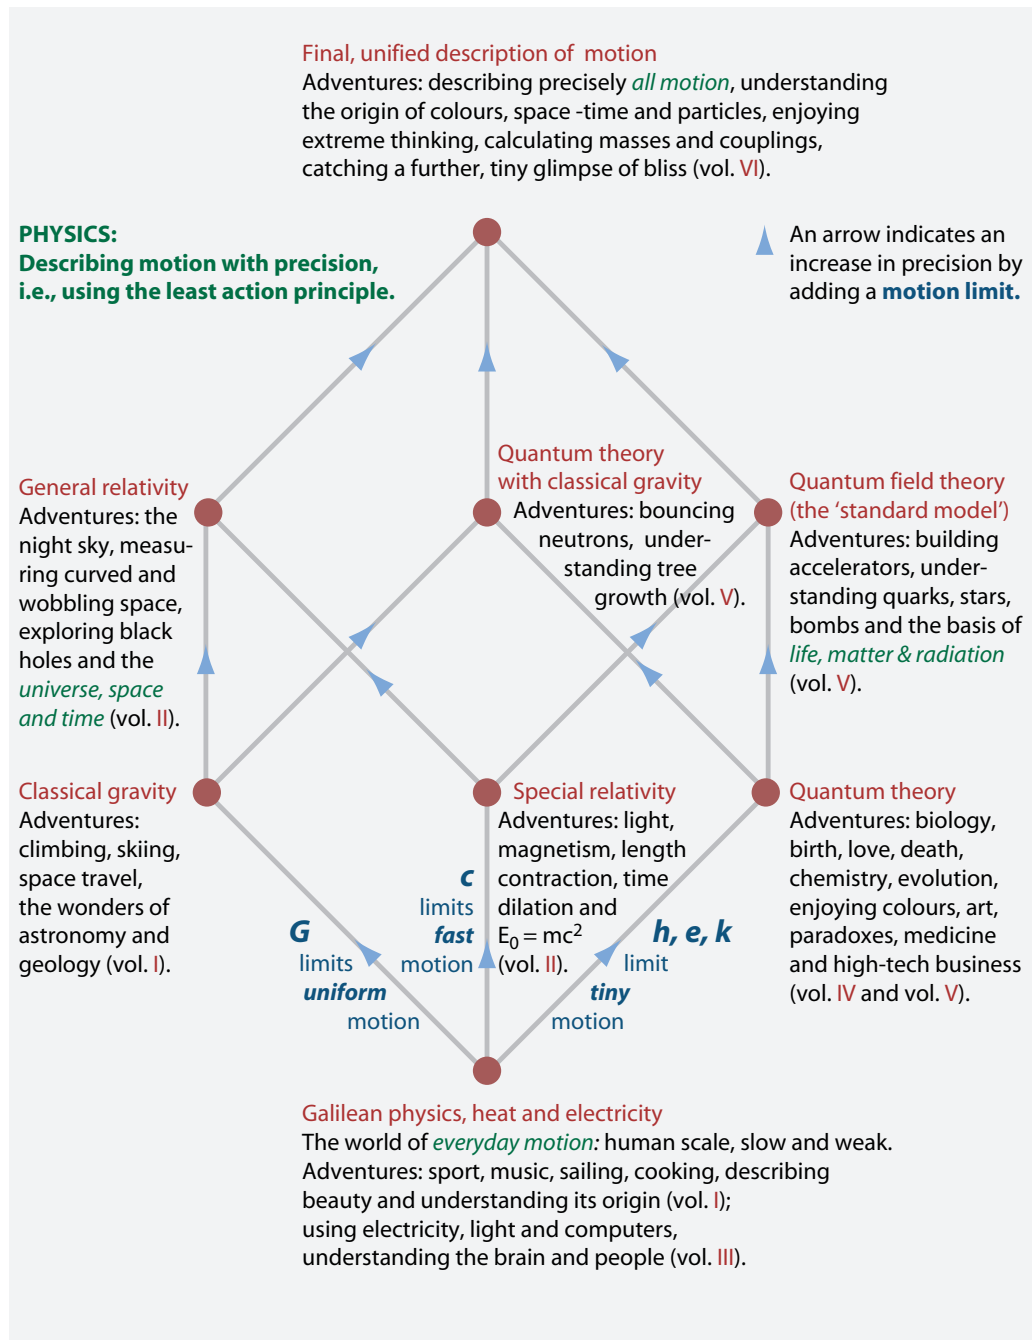 Final, unified description of motion
Adventures: describing precisely all motion, understanding
the origin of colours, space -time and particles, enjoying
extreme thinking, calculating masses and couplings,
catching a further, tiny glimpse of bliss (vol. VI).
PHYSICS:
Describing motion with precision,
i.e., using the least action principle.
An arrow indicates an
increase in precision by
adding a motion limit.
General relativity
Adventures: the
night sky, measu-
ring curved and
wobbling space,
exploring black
holes and the
universe, space
and time (vol. II).
Quantum theory
with classical gravity
Adventures: bouncing
neutrons, under-
standing tree
growth (vol. V).
Quantum field theory
(the ‘standard model’)
Adventures: building
accelerators, under-
standing quarks, stars,
bombs and the basis of
life, matter & radiation
(vol. V).
Classical gravity
Adventures:
climbing, skiing,
space travel,
the wonders of
astronomy and
geology (vol. I).
Special relativity
Adventures: light,
magnetism, length
contraction, time
dilation and
E₀ = mc²
(vol. II).
Quantum theory
Adventures: biology,
birth, love, death,
chemistry, evolution,
enjoying colours, art,
paradoxes, medicine
and high-tech business
(vol. IV and vol. V).
G
limits
uniform
motion
c
limits
fast
motion
h, e, k
limit
tiny
motion
Galilean physics, heat and electricity
The world of everyday motion: human scale, slow and weak.
Adventures: sport, music, sailing, cooking, describing
beauty and understanding its origin (vol. I);
using electricity, light and computers,
understanding the brain and people (vol. III).